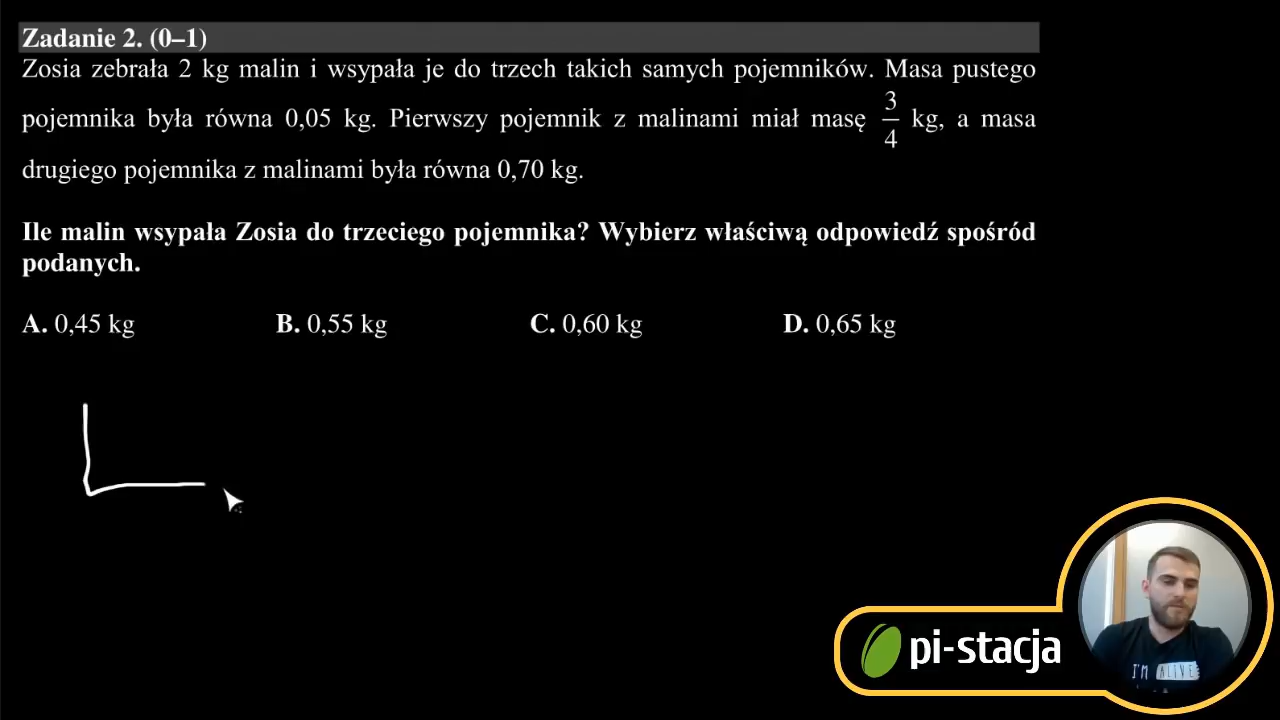 Zadanie 2. (0–1)
Zosia zebrała 2 kg malin i wsypała je do trzech takich samych pojemników. Masa pustego
pojemnika była równa 0,05 kg. Pierwszy pojemnik z malinami miał masę 3/4 kg, a masa
drugiego pojemnika z malinami była równa 0,70 kg.
Ile malin wsypała Zosia do trzeciego pojemnika? Wybierz właściwą odpowiedź spośród
podanych.
A. 0,45 kg B. 0,55 kg C. 0,60 kg D. 0,65 kg
pi-stacja
I'M ALIVE